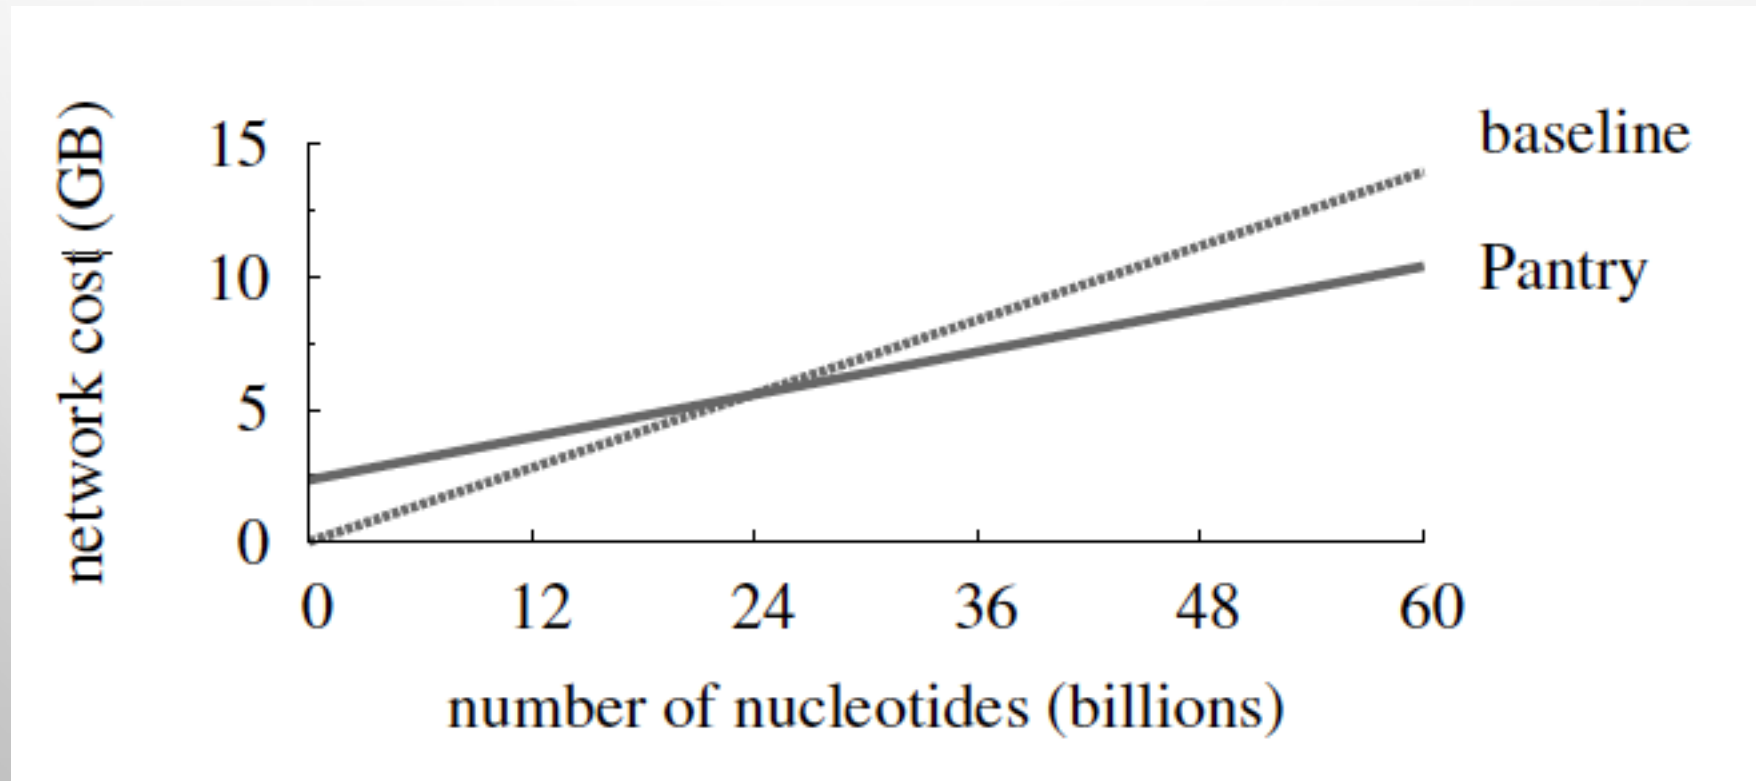 network cost (GB)
15
10
5
0
baseline
Pantry
0 12 24 36 48 60
number of nucleotides (billions)